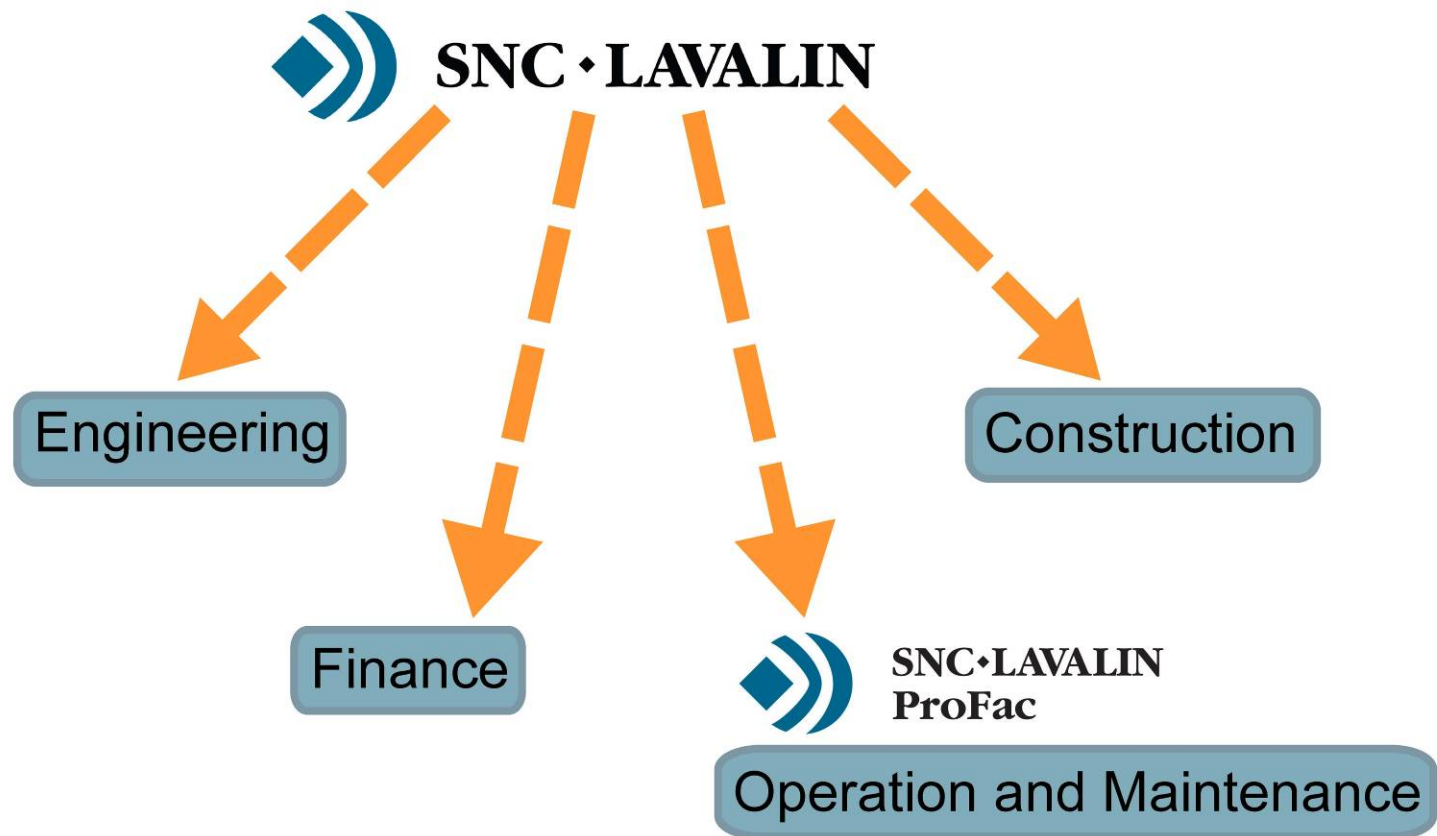 SNC·LAVALIN
Engineering
Construction
Finance
SNC·LAVALIN
ProFac
Operation and Maintenance